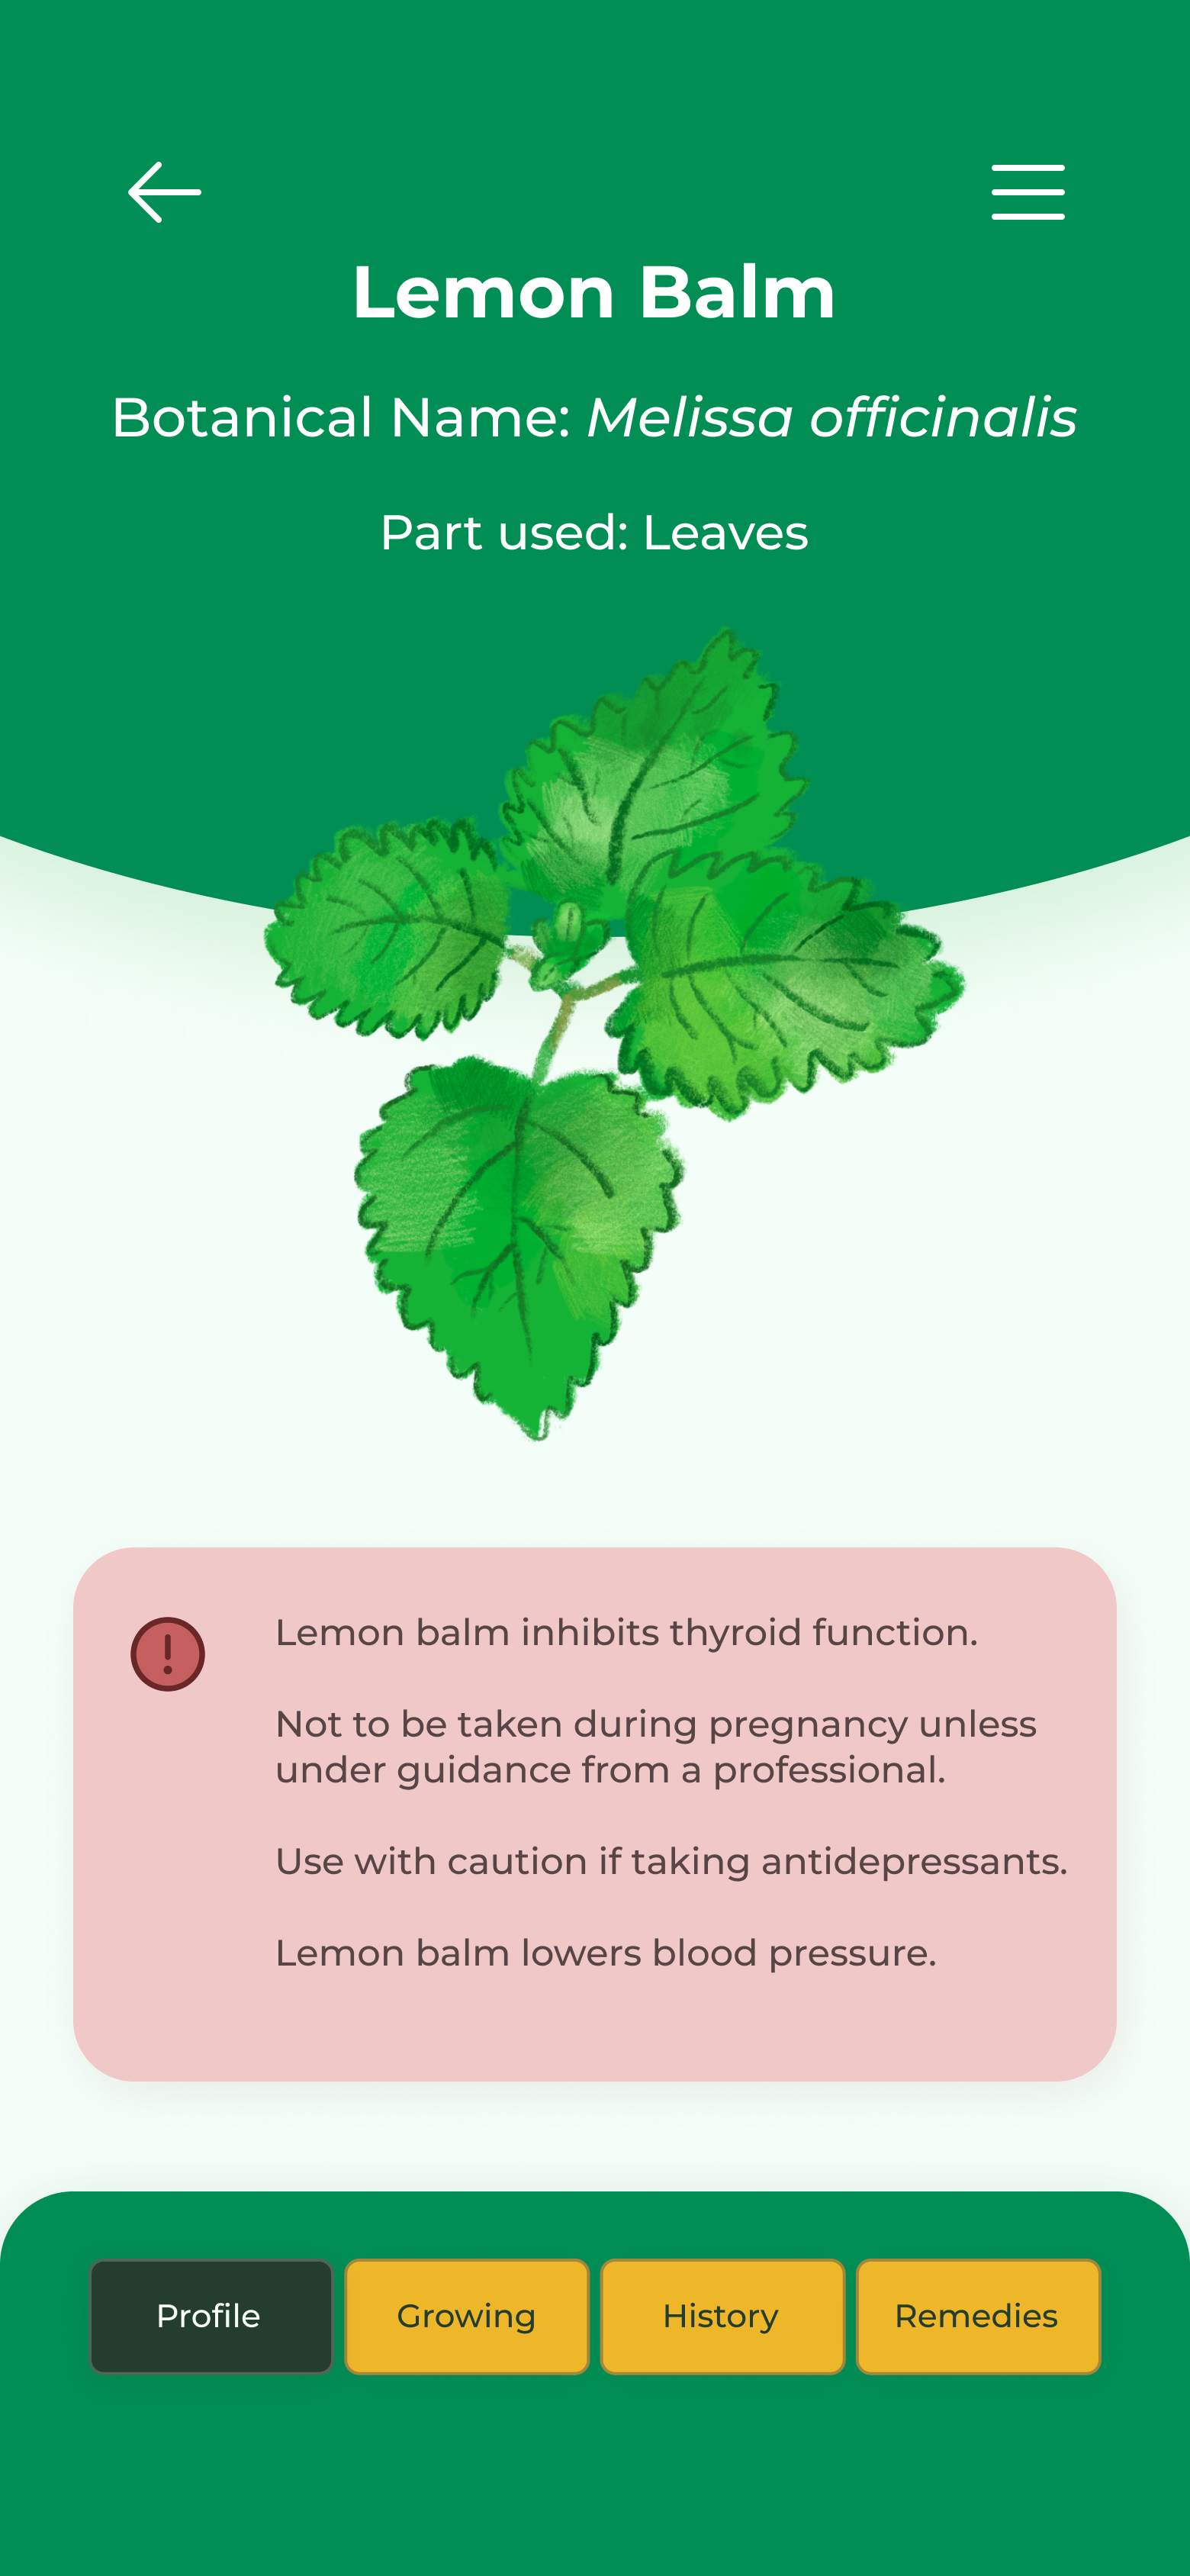 Lemon Balm
Botanical Name: Melissa officinalis
Part used: Leaves
Lemon balm inhibits thyroid function.
Not to be taken during pregnancy unless
under guidance from a professional.
Use with caution if taking antidepressants.
Lemon balm lowers blood pressure.
Profile
Growing
History
Remedies